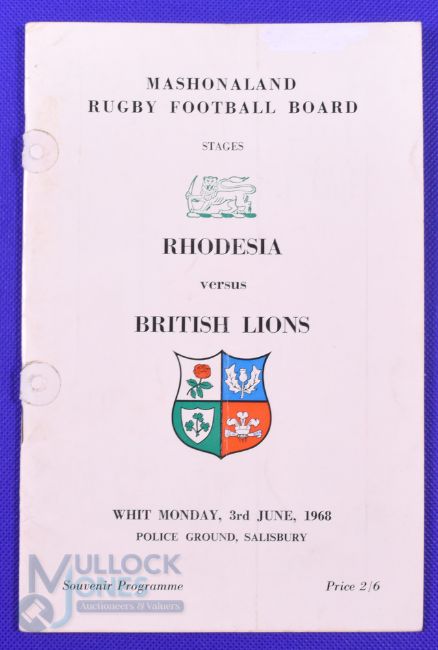 MASHONALAND
RUGBY FOOTBALL BOARD
STAGES
RHODESIA
versus
BRITISH LIONS
WHIT MONDAY, 3rd JUNE, 1968
POLICE GROUND, SALISBURY
Souvenir Programme
Price 2/6
MULLOCK
JONES
Auctioneers & Valuers